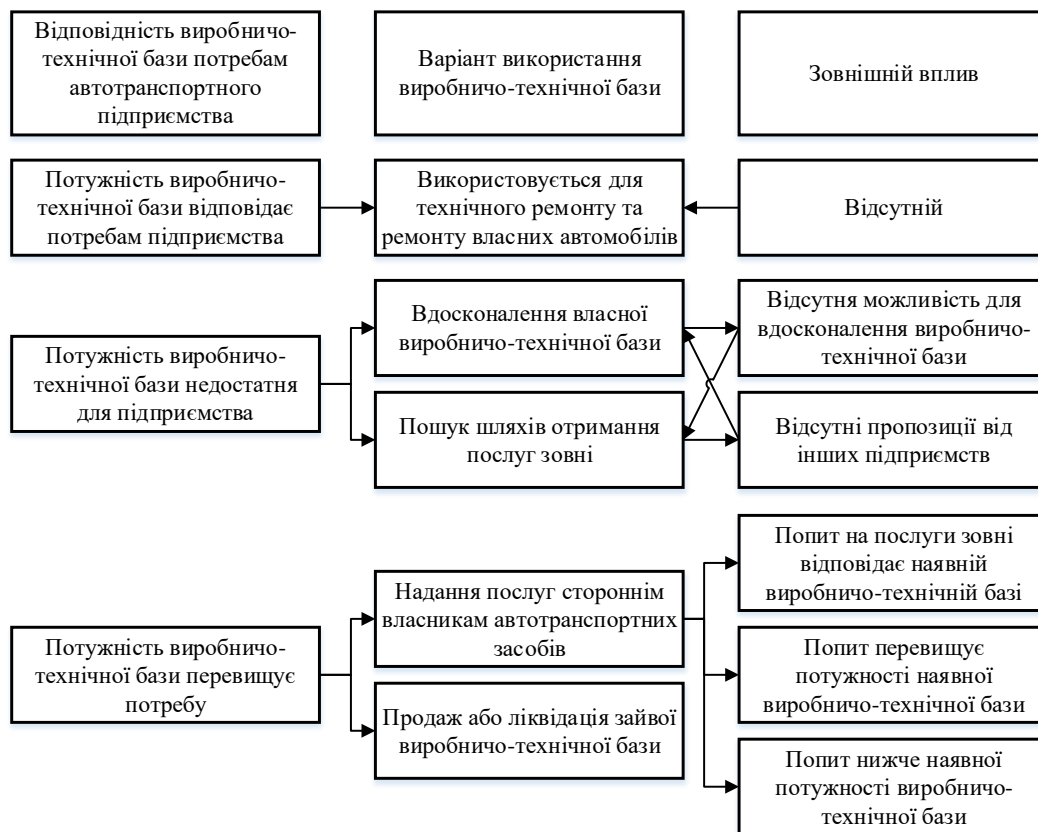 Відповідність виробничо-
технічної бази потребам
автотранспортного
підприємства
Варіант використання
виробничо-технічної бази
Зовнішній вплив
Потужність виробничо-
технічної бази відповідає
потребам підприємства
Використовується для
технічного ремонту та
ремонту власних автомобілів
Відсутній
Потужність виробничо-
технічної бази недостатня
для підприємства
Вдосконалення власної
виробничо-технічної бази
Відсутня можливість для
вдосконалення виробничо-
технічної бази
Пошук шляхів отримання
послуг зовні
Відсутні пропозиції від
інших підприємств
Потужність виробничо-
технічної бази перевищує
потребу
Надання послуг стороннім
власникам автотранспортних
засобів
Продаж або ліквідація зайвої
виробничо-технічної бази
Попит на послуги зовні
відповідає наявній
виробничо-технічній базі
Попит перевищує
потужності наявної
виробничо-технічної бази
Попит нижче наявної
потужності виробничо-
технічної бази